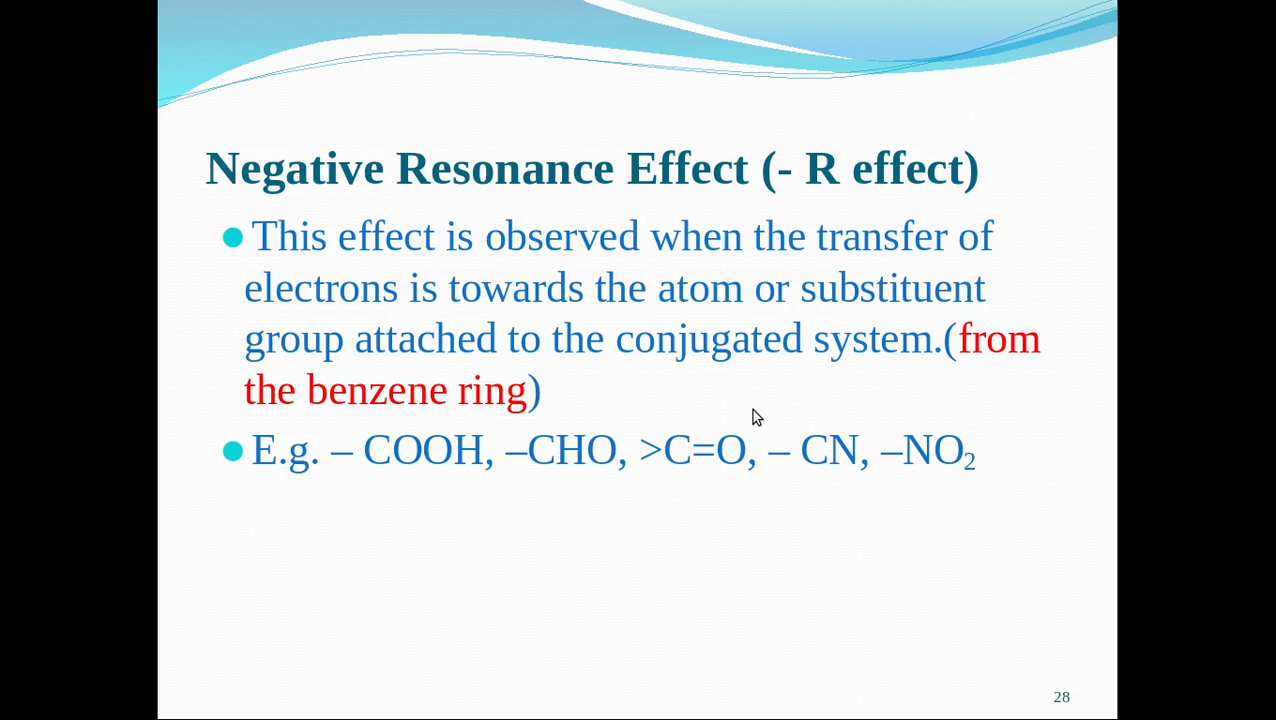 Negative Resonance Effect (- R effect)
This effect is observed when the transfer of
electrons is towards the atom or substituent
group attached to the conjugated system.(from
the benzene ring)
E.g. – COOH, –CHO, >C=O, – CN, –NO₂
28